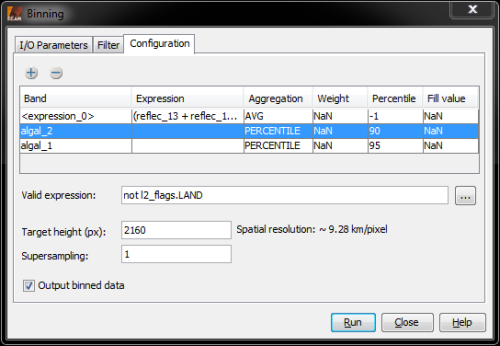 BEAM Binning
I/O Parameters Filter Configuration
Band Expression Aggregation Weight Percentile Fill value
<expression_0> (reflec_13 + reflec_1... AVG NaN -1 NaN
algal_2 PERCENTILE NaN 90 NaN
algal_1 PERCENTILE NaN 95 NaN
Valid expression: not l2_flags.LAND ...
Target height (px): 2160 Spatial resolution: ~ 9.28 km/pixel
Supersampling: 1
Output binned data
Run Close Help